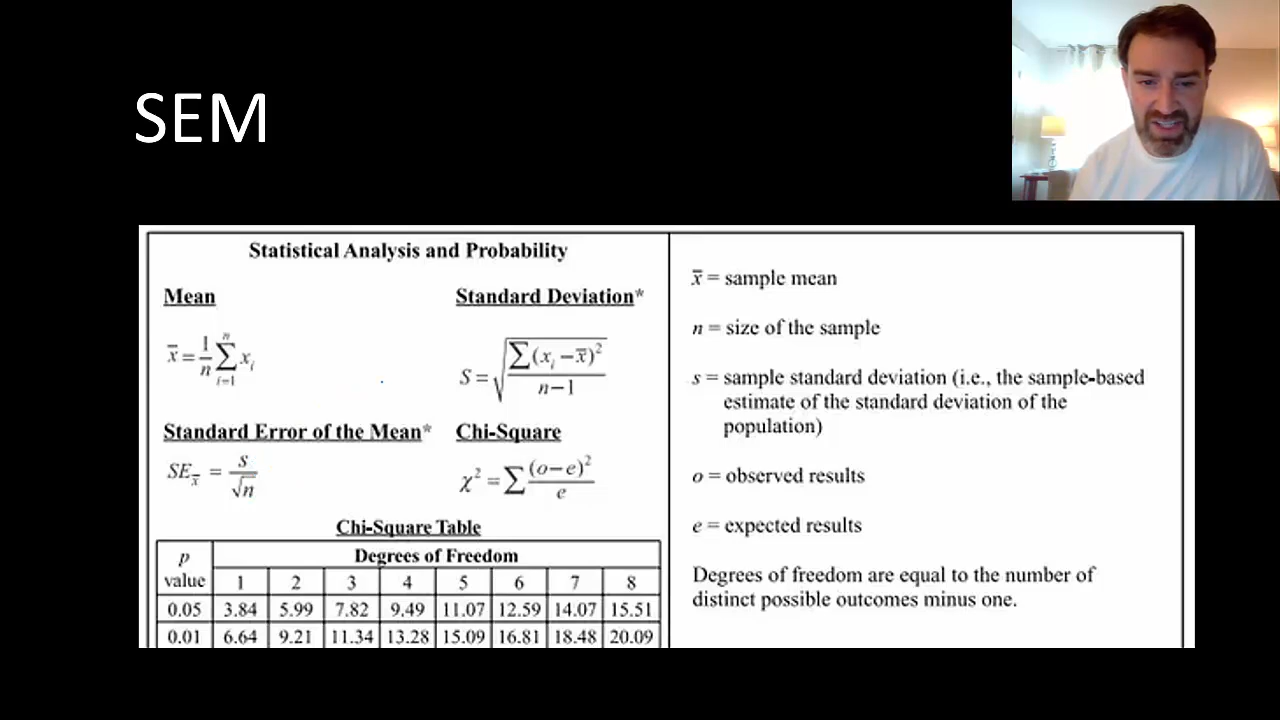 SEM
Statistical Analysis and Probability
Mean
x̄ = 1/n ∑ᵢ₌₁ⁿ xᵢ
Standard Deviation*
S = √(∑(xᵢ – x̄)² / n–1)
Standard Error of the Mean*
SEx̄ = s/√n
Chi-Square
χ² = ∑ (o–e)²/e
Chi-Square Table
p value Degrees of Freedom
1 2 3 4 5 6 7 8
0.05 3.84 5.99 7.82 9.49 11.07 12.59 14.07 15.51
0.01 6.64 9.21 11.34 13.28 15.09 16.81 18.48 20.09
x̄ = sample mean
n = size of the sample
s = sample standard deviation (i.e., the sample-based
estimate of the standard deviation of the
population)
o = observed results
e = expected results
Degrees of freedom are equal to the number of
distinct possible outcomes minus one.